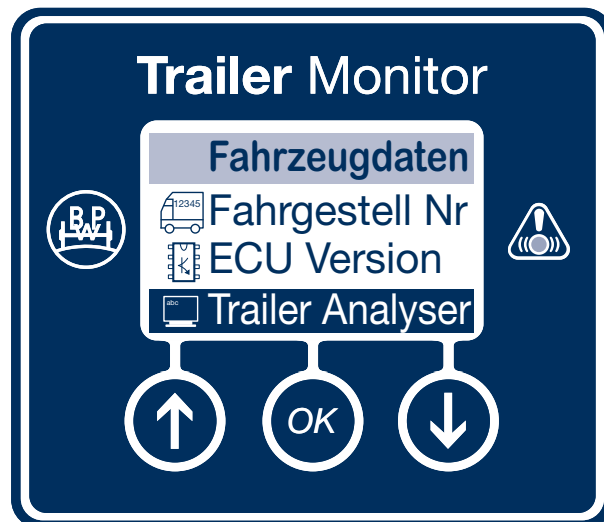 Trailer Monitor
Fahrzeugdaten
12345
Fahrgestell Nr
ECU Version
abc
Trailer Analyser
BPW
OK